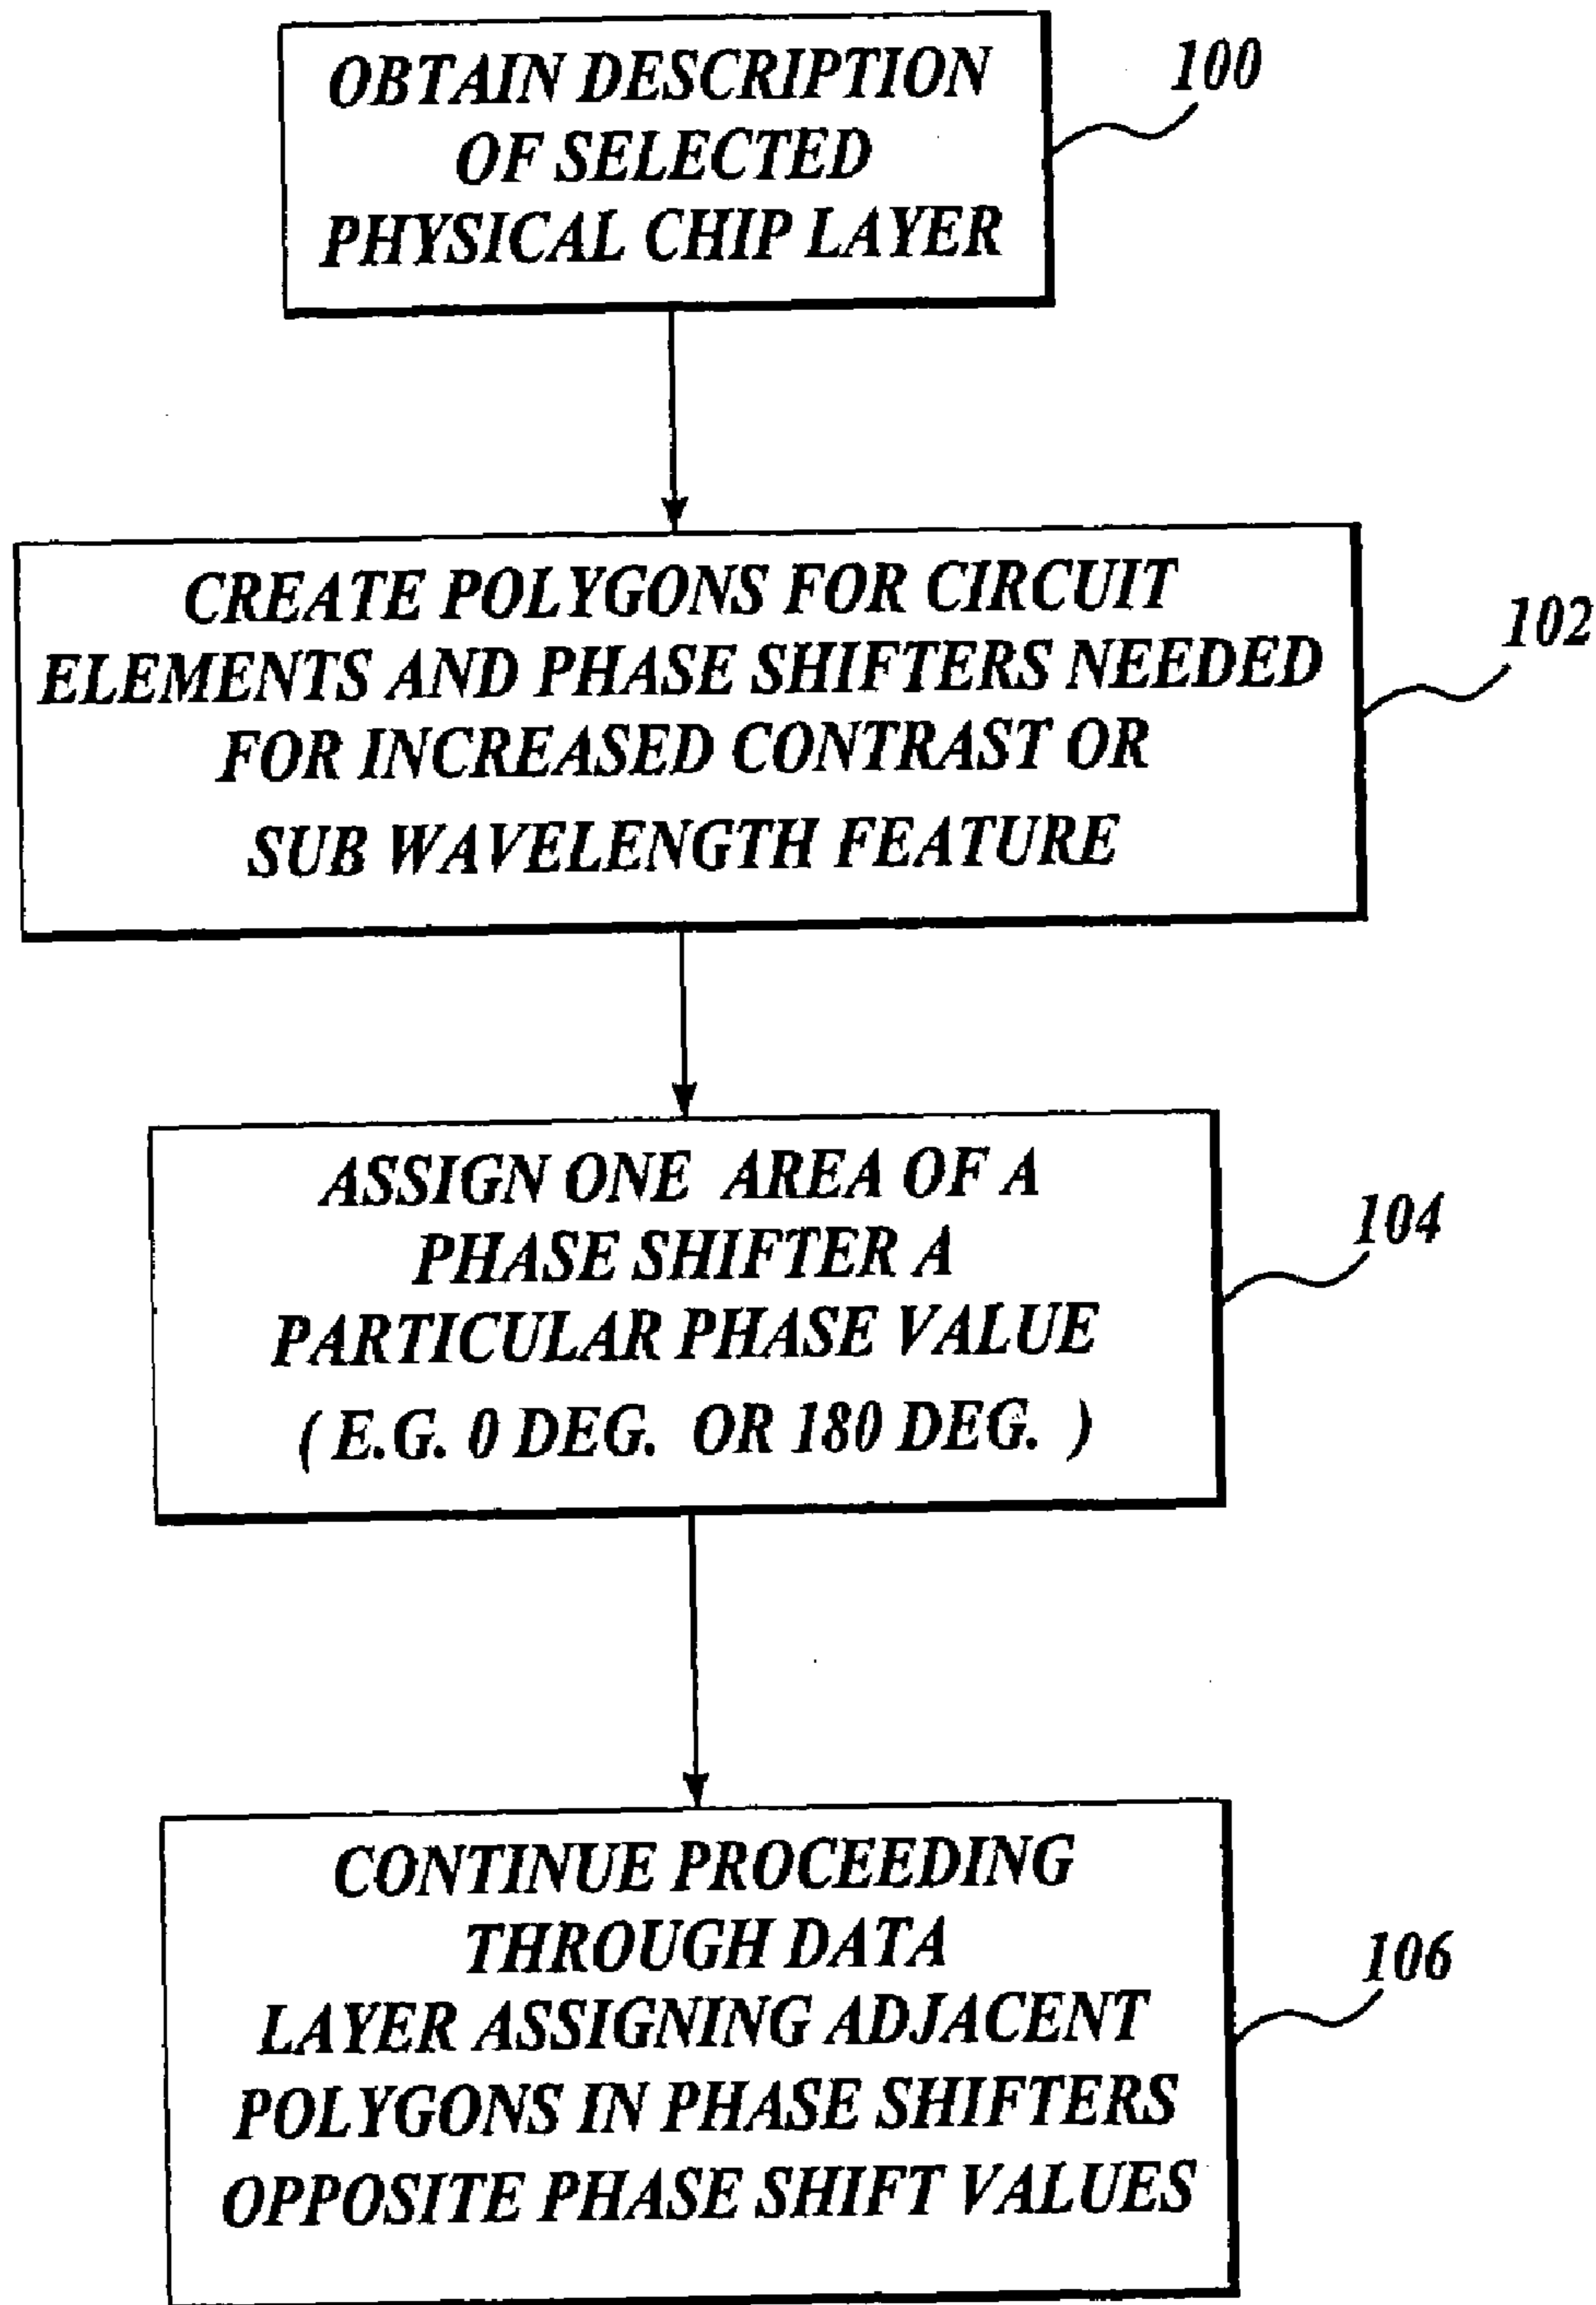 OBTAIN DESCRIPTION
OF SELECTED
PHYSICAL CHIP LAYER
100
CREATE POLYGONS FOR CIRCUIT
ELEMENTS AND PHASE SHIFTERS NEEDED
FOR INCREASED CONTRAST OR
SUB WAVELENGTH FEATURE
102
ASSIGN ONE AREA OF A
PHASE SHIFTER A
PARTICULAR PHASE VALUE
( E.G. 0 DEG. OR 180 DEG. )
104
CONTINUE PROCEEDING
THROUGH DATA
LAYER ASSIGNING ADJACENT
POLYGONS IN PHASE SHIFTERS
OPPOSITE PHASE SHIFT VALUES
106